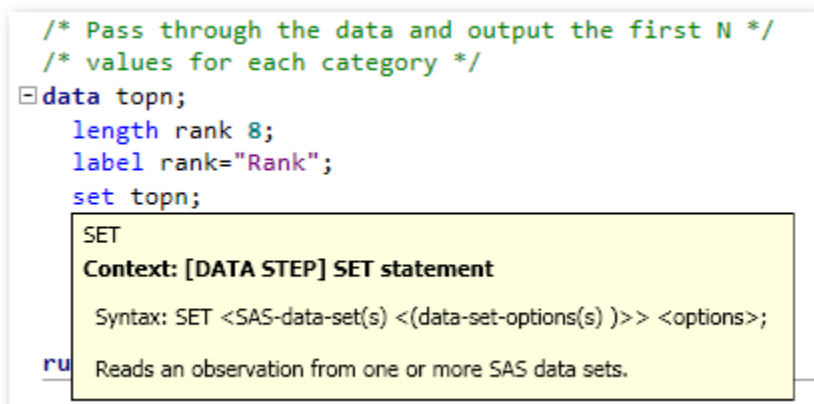 /* Pass through the data and output the first N */
/* values for each category */
data topn;
length rank 8;
label rank="Rank";
set topn;
SET
Context: [DATA STEP] SET statement
Syntax: SET <SAS-data-set(s) <(data-set-options(s) )>> <options>;
ru
Reads an observation from one or more SAS data sets.